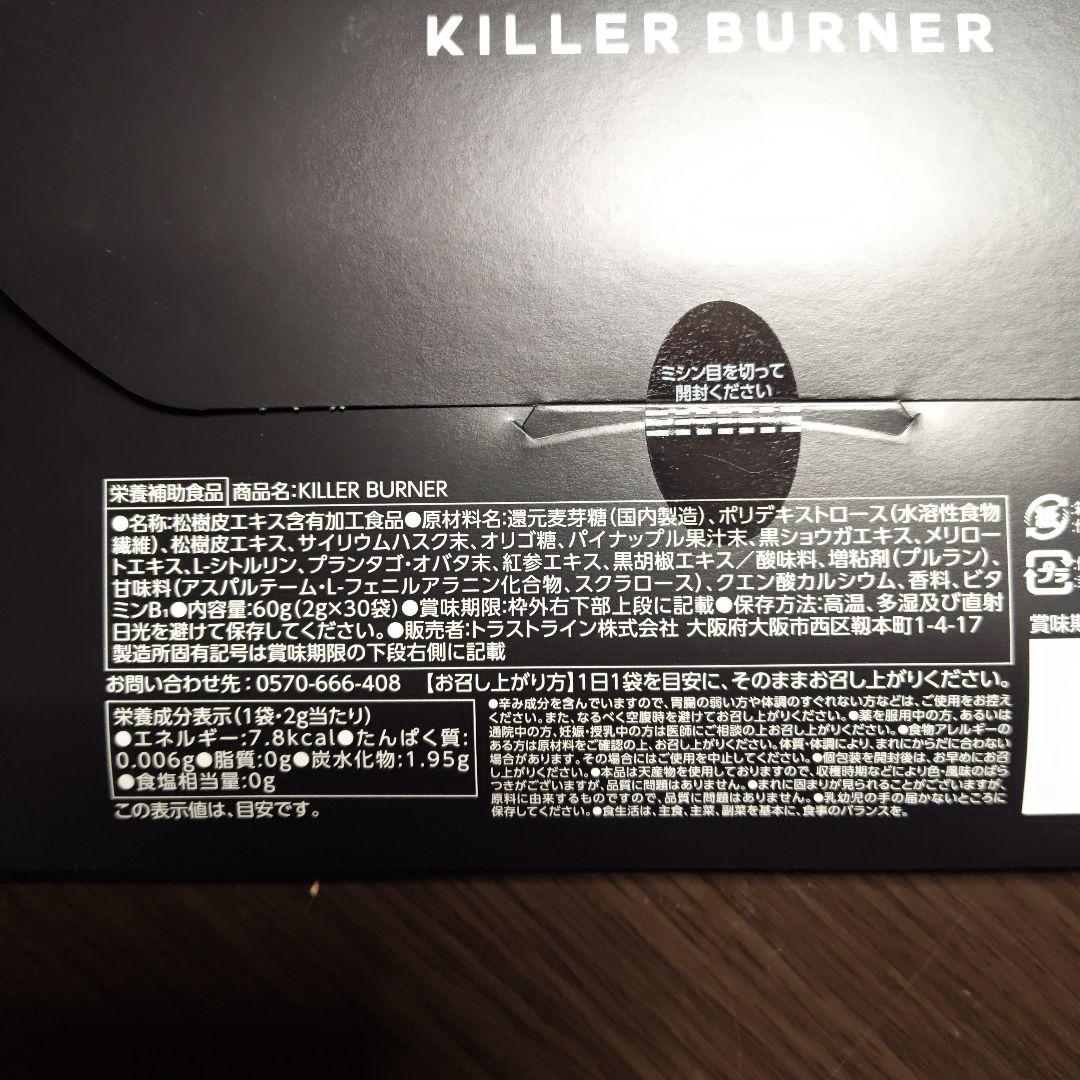 KILLER BURNER
ミシン目を切って
開封ください
栄養補助食品 商品名:KILLER BURNER
●名称:松樹皮エキス含有加工食品●原材料名:還元麦芽糖(国内製造)、ポリデキストロース(水溶性食物
繊維)、松樹皮エキス、サイリウムハスク末、オリゴ糖、パイナップル果汁末、黒ショウガエキス、メリロー
トエキス、L-シトルリン、プランタゴ・オバタ末、紅参エキス、黒胡椒エキス/酸味料、増粘剤(プルラン)、
甘味料(アスパルテーム・L-フェニルアラニン化合物、スクラロース)、クエン酸カルシウム、香料、ビタ
ミンB₁●内容量:60g(2g×30袋)●賞味期限:枠外右下部上段に記載●保存方法:高温、多湿及び直射
日光を避けて保存してください。●販売者:トラストライン株式会社 大阪府大阪市西区靱本町1-4-17
製造所固有記号は賞味期限の下段右側に記載
お問い合わせ先:0570-666-408 【お召し上がり方】1日1袋を目安に、そのままお召し上がりください。
栄養成分表示(1袋・2g当たり)
●エネルギー:7.8kcal●たんぱく質:
0.006g●脂質:0g●炭水化物:1.95g
●食塩相当量:0g
この表示値は、目安です。
●辛み成分を含んでいますので、胃腸の弱い方や体調のすぐれない方などは、ご使用をお控え
ください。また、なるべく空腹時を避けてお召し上がりください。●薬を服用中の方、あるいは
通院中の方、妊娠・授乳中の方は医師にご相談の上お召し上がりください。●食物アレルギーの
ある方は原材料をご確認の上、お召し上がりください。体質・体調により、まれにからだに合わない
場合があります。その場合にはご使用を中止してください。●個包装を開封後は、お早めにお召
し上がりください。●本品は天産物を使用しておりますので、収穫時期などにより色・風味のばら
つきがございますが、品質に問題はありません。●まれに固まりが見られることがございますが、
原料に由来するものですので、品質に問題はありません。●乳幼児の手の届かないところに
保存してください。●食生活は、主食、主菜、副菜を基本に、食事のバランスを。
紙
プラ
賞味期